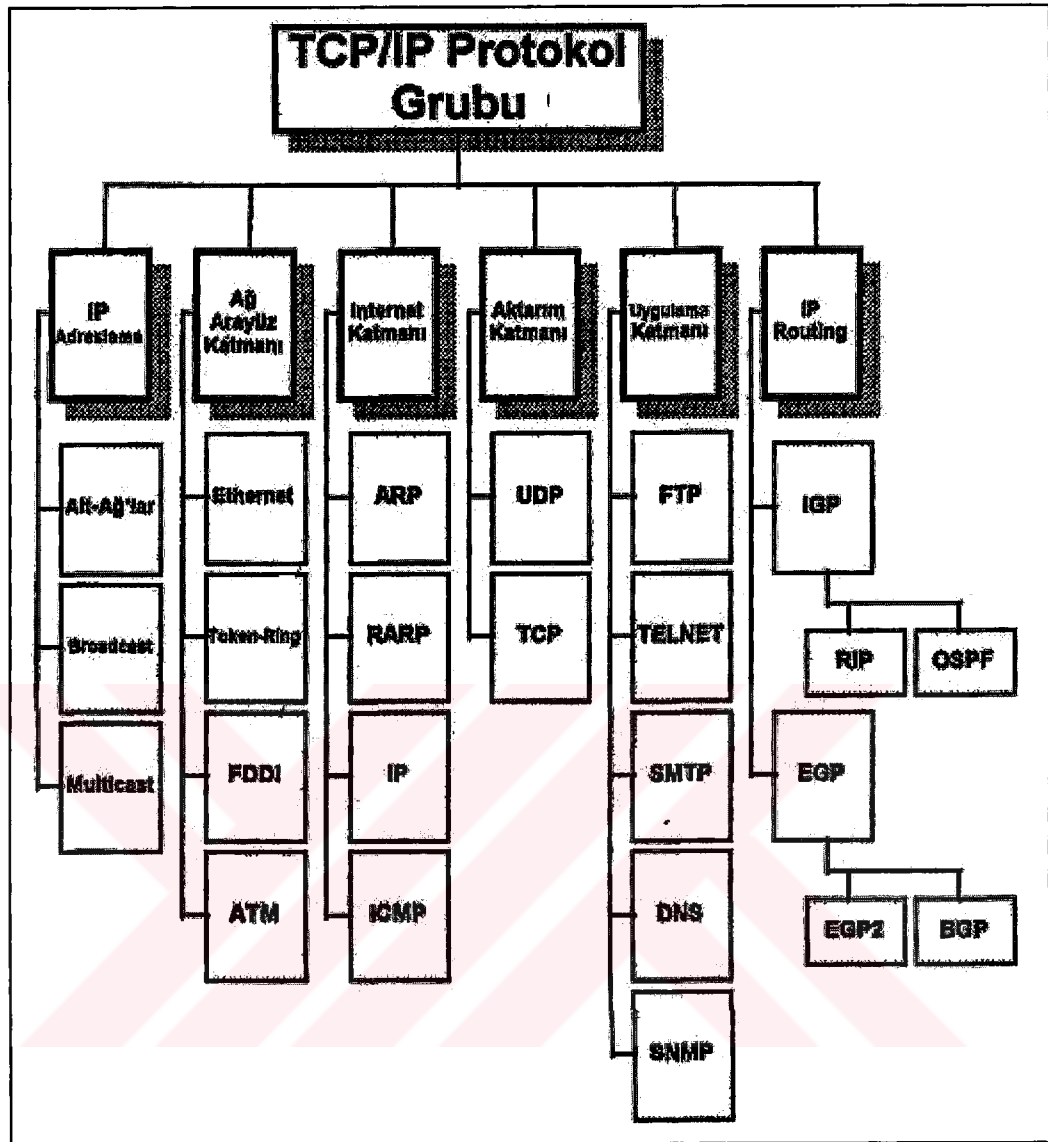 TCP/IP Protokol
Grubu
IP
Adresleme
Alt-Ağ'lar
Broadcast
Multicast
Ağ
Arayüz
Katmanı
Ethernet
Token-Ring
FDDI
ATM
Internet
Katmanı
ARP
RARP
IP
ICMP
Aktarım
Katmanı
UDP
TCP
Uygulama
Katmanı
FTP
TELNET
SMTP
DNS
SNMP
IP
Routing
IGP
RIP
OSPF
EGP
EGP2
BGP